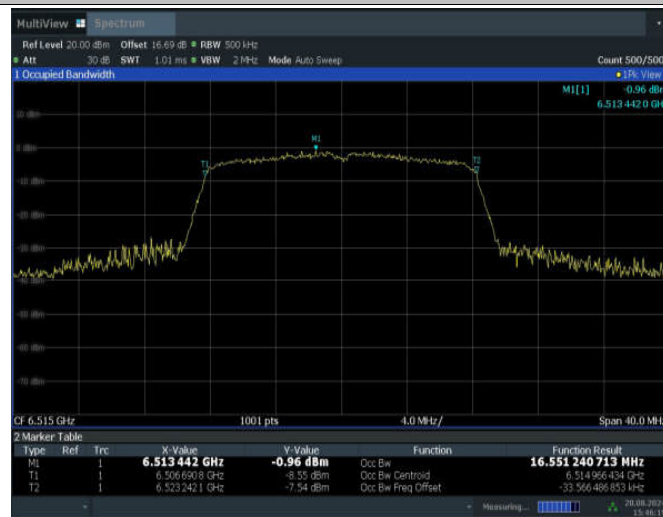 MultiView Spectrum
Ref Level 20.00 dBm Offset 16.69 dB RBW 500 kHz
Att 30 dB SWT 1.01 ms VBW 2 MHz Mode Auto Sweep Count 500/500
1 Occupied Bandwidth 1Pk View
M1[1] -0.96 dBm
6.513 442 0 GH
10 dBm
M1
0 dBm
T1 T2
-10 dBm
-20 dBm
-30 dBm
-40 dBm
-50 dBm
-60 dBm
-70 dBm
CF 6.515 GHz 1001 pts 4.0 MHz/ Span 40.0 MHz
2 Marker Table
Type Ref Trc X-Value Y-Value Function Function Result
M1 1 6.513 442 GHz -0.96 dBm Occ Bw 16.551 240 713 MHz
T1 1 6.506 690 8 GHz -8.55 dBm Occ Bw Centroid 6.514 966 434 GHz
T2 1 6.523 242 1 GHz -7.54 dBm Occ Bw Freq Offset -33.566 486 853 kHz
Measuring...